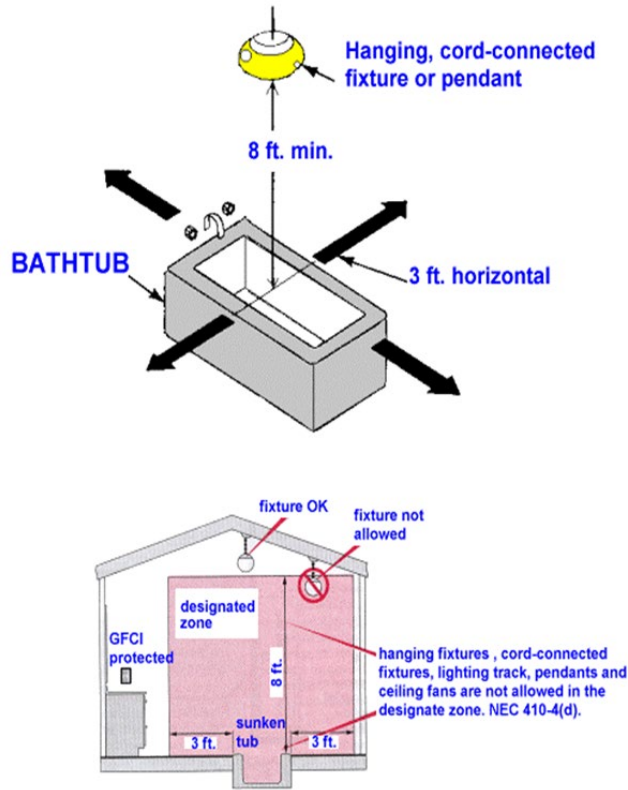 Hanging, cord-connected
fixture or pendant
8 ft. min.
BATHTUB
3 ft. horizontal
fixture OK
fixture not
allowed
designated
zone
GFCI
protected
8 ft.
hanging fixtures , cord-connected
fixtures, lighting track, pendants and
ceiling fans are not allowed in the
designate zone. NEC 410-4(d).
sunken
tub
3 ft.
3 ft.